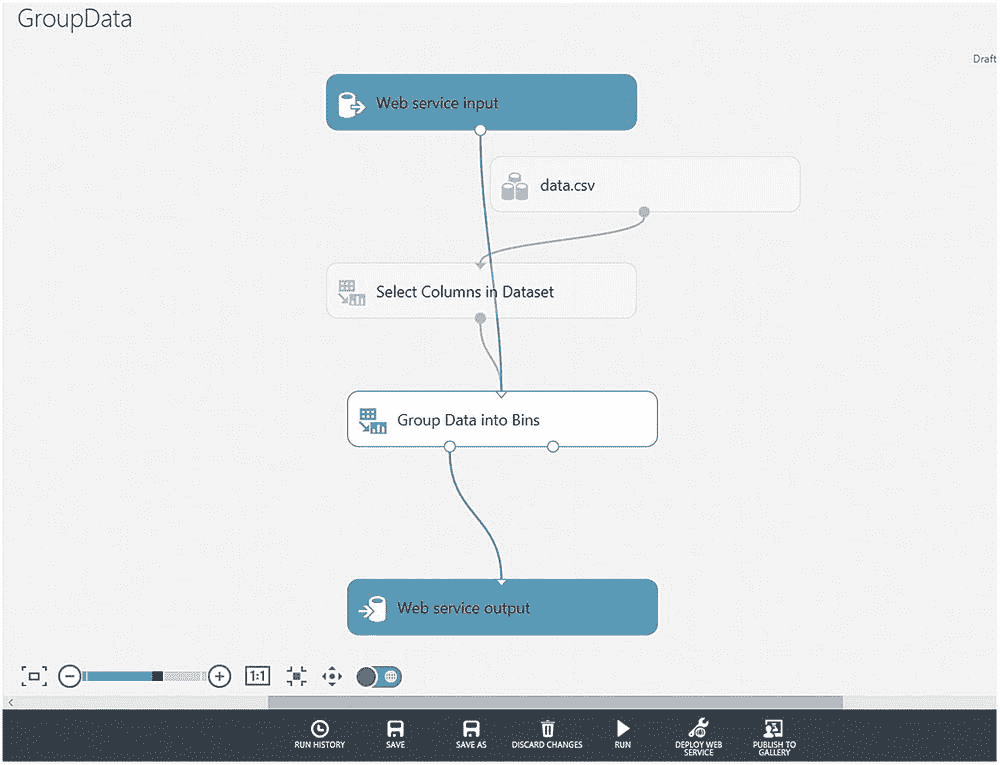 GroupData
Draft
Web service input
data.csv
Select Columns in Dataset
Group Data into Bins
Web service output
1:1
RUN HISTORY
SAVE
SAVE AS
DISCARD CHANGES
RUN
DEPLOY WEB
SERVICE
PUBLISH TO
GALLERY